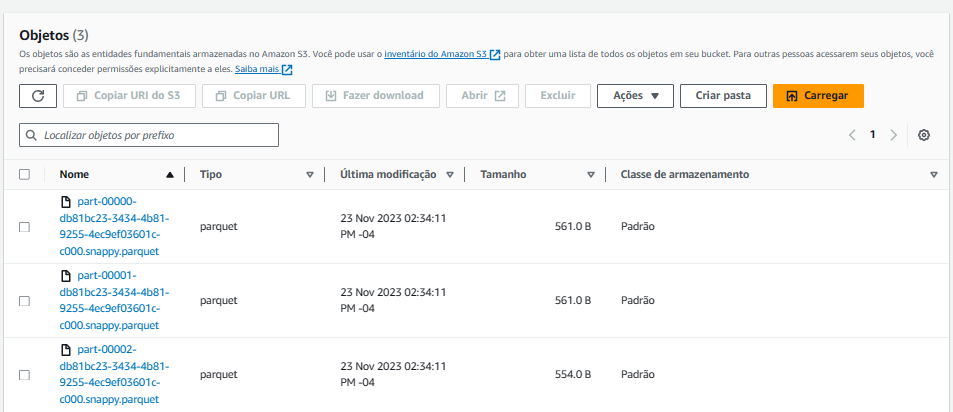 Objetos (3)
Os objetos são as entidades fundamentais armazenadas no Amazon S3. Você pode usar o inventário do Amazon S3 para obter uma lista de todos os objetos em seu bucket. Para outras pessoas acessarem seus objetos, você
precisará conceder permissões explicitamente a eles. Saiba mais
Copiar URI do S3 Copiar URL Fazer download Abrir Excluir Ações Criar pasta Carregar
Localizar objetos por prefixo 1
Nome Tipo Última modificação Tamanho Classe de armazenamento
part-00000-
db81bc23-3434-4b81-
9255-4ec9ef03601c-
c000.snappy.parquet
parquet
23 Nov 2023 02:34:11
PM -04
561.0 B
Padrão
part-00001-
db81bc23-3434-4b81-
9255-4ec9ef03601c-
c000.snappy.parquet
parquet
23 Nov 2023 02:34:11
PM -04
561.0 B
Padrão
part-00002-
db81bc23-3434-4b81-
9255-4ec9ef03601c-
c000.snappy.parquet
parquet
23 Nov 2023 02:34:11
PM -04
554.0 B
Padrão